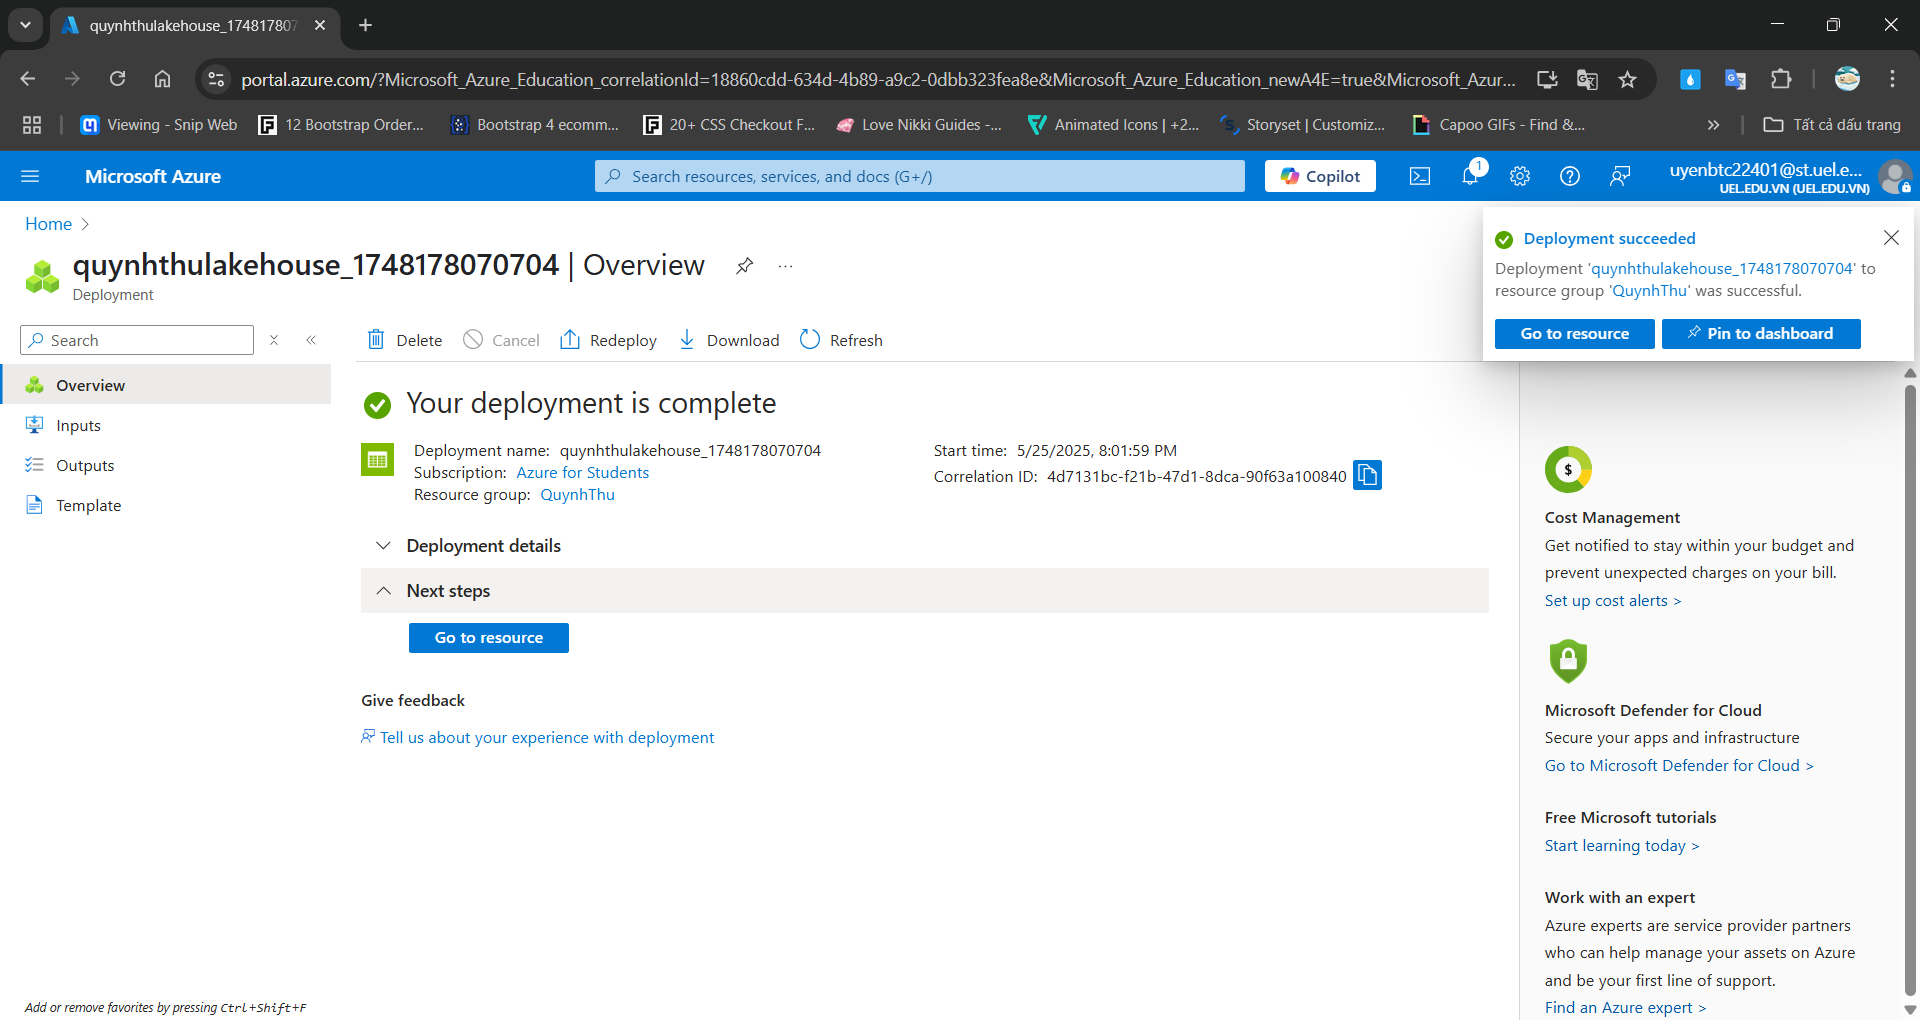 quynhthulakehouse_174817807
portal.azure.com/?Microsoft_Azure_Education_correlationId=18860cdd-634d-4b89-a9c2-0dbb323fea8e&Microsoft_Azure_Education_newA4E=true&Microsoft_Azur...
Viewing - Snip Web
12 Bootstrap Order...
Bootstrap 4 ecomm...
20+ CSS Checkout F...
Love Nikki Guides -...
Animated Icons | +2...
Storyset | Customiz...
Capoo GIFs - Find &...
Tất cả dấu trang
Microsoft Azure
Search resources, services, and docs (G+/)
Copilot
1
uyenbtc22401@st.uel.e...
UEL.EDU.VN (UEL.EDU.VN)
Home
quynhthulakehouse_1748178070704 | Overview
Deployment
Deployment succeeded
Deployment 'quynhthulakehouse_1748178070704' to
resource group 'QuynhThu' was successful.
Go to resource
Pin to dashboard
Search
Delete
Cancel
Redeploy
Download
Refresh
Overview
Inputs
Outputs
Template
Your deployment is complete
Deployment name: quynhthulakehouse_1748178070704
Subscription: Azure for Students
Resource group: QuynhThu
Start time: 5/25/2025, 8:01:59 PM
Correlation ID: 4d7131bc-f21b-47d1-8dca-90f63a100840
Deployment details
Next steps
Go to resource
Give feedback
Tell us about your experience with deployment
$
Cost Management
Get notified to stay within your budget and
prevent unexpected charges on your bill.
Set up cost alerts >
Microsoft Defender for Cloud
Secure your apps and infrastructure
Go to Microsoft Defender for Cloud >
Free Microsoft tutorials
Start learning today >
Work with an expert
Azure experts are service provider partners
who can help manage your assets on Azure
and be your first line of support.
Find an Azure expert >
Add or remove favorites by pressing Ctrl+Shift+F